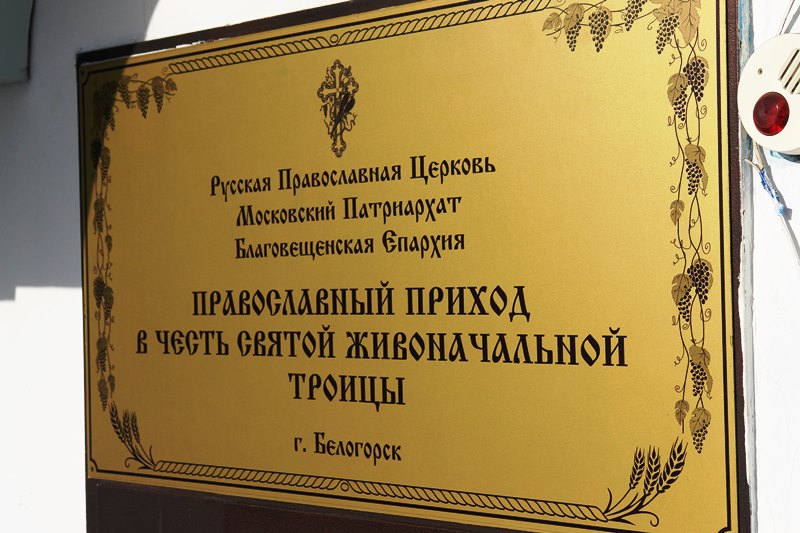 Русская Православная Церковь
Московский Патриархат
Благовещенская Епархия
ПРАВОСЛАВНЫЙ ПРИХОД
В ЧЕСТЬ СВЯТОЙ ЖИВОНАЧАЛЬНОЙ
ТРОИЦЫ
г. Белогорск